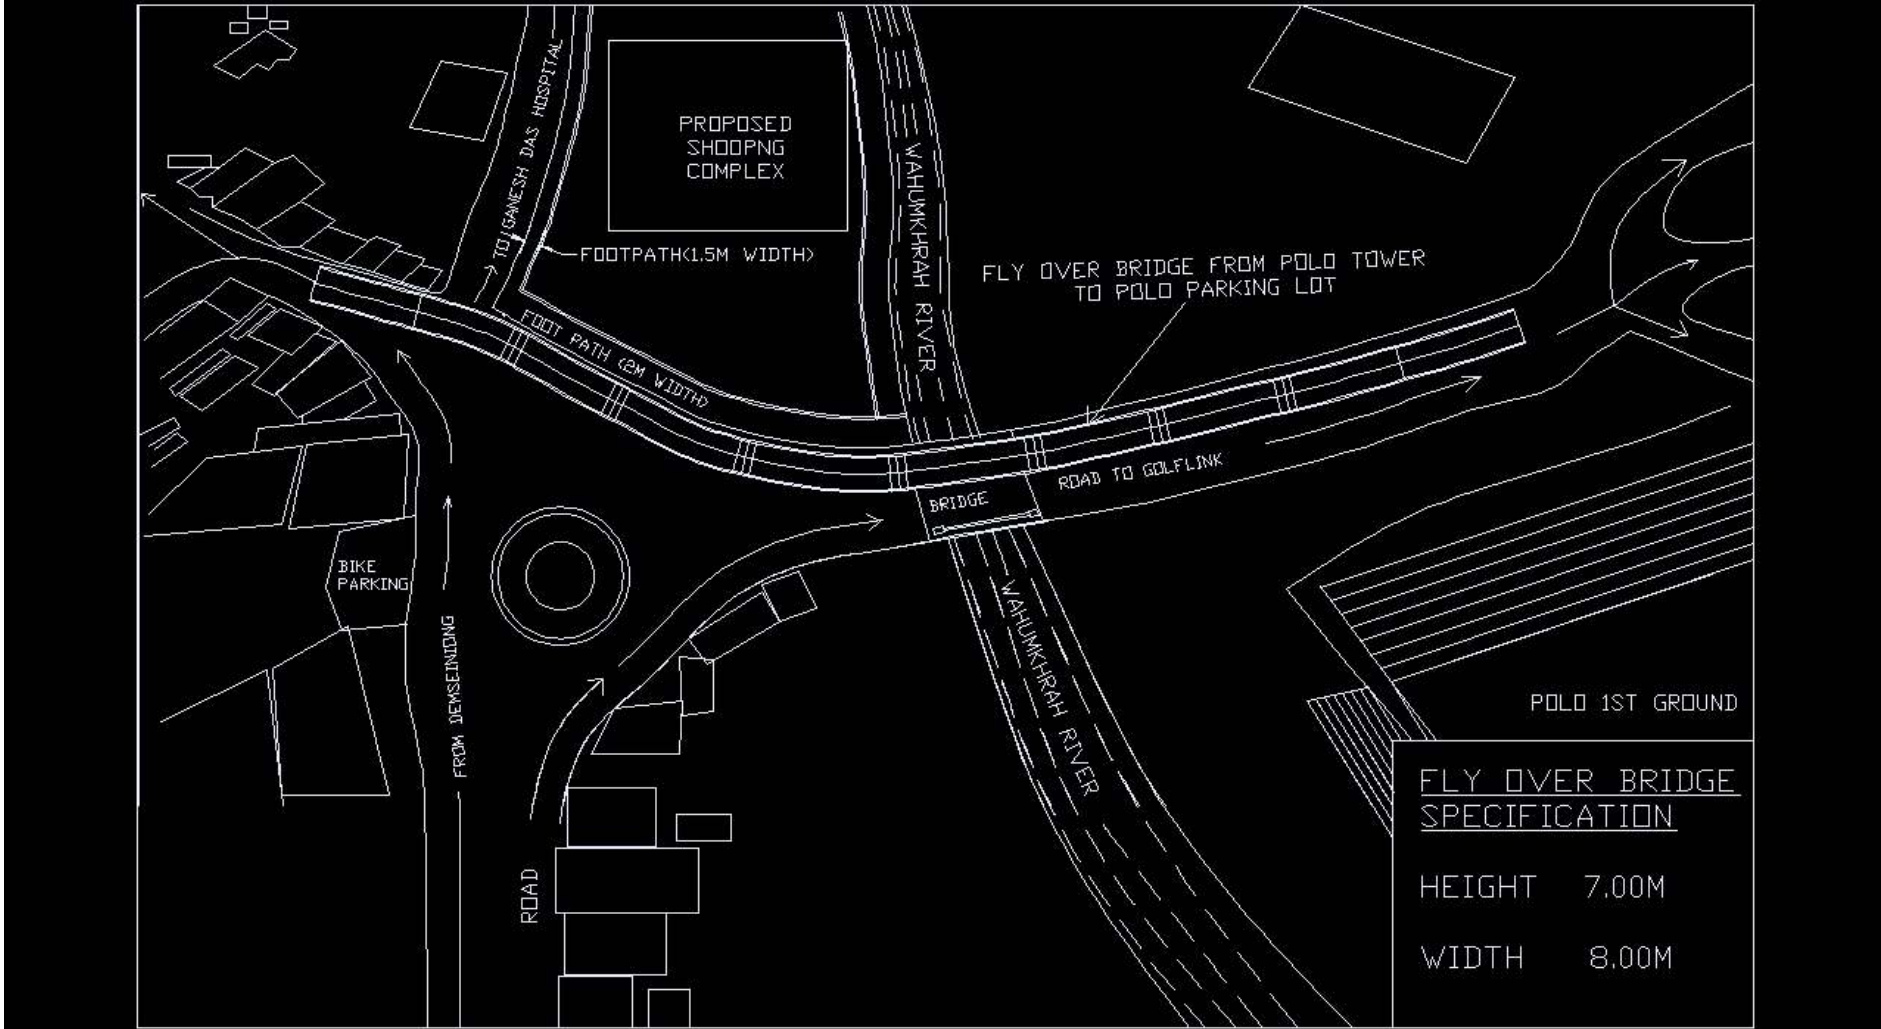 TO GANESH DAS HOSPITAL
PROPOSED
SHOOPNG
COMPLEX
WAHUMKHRAH RIVER
FOOTPATH(1.5M WIDTH)
FLY OVER BRIDGE FROM POLO TOWER
TO POLO PARKING LOT
FOOT PATH (2M WIDTH)
ROAD TO GOLFLINK
BRIDGE
BIKE
PARKING
FROM DEMSEINIONG
WAHUMKHRAH RIVER
ROAD
POLO 1ST GROUND
FLY OVER BRIDGE
SPECIFICATION
HEIGHT 7.00M
WIDTH 8.00M